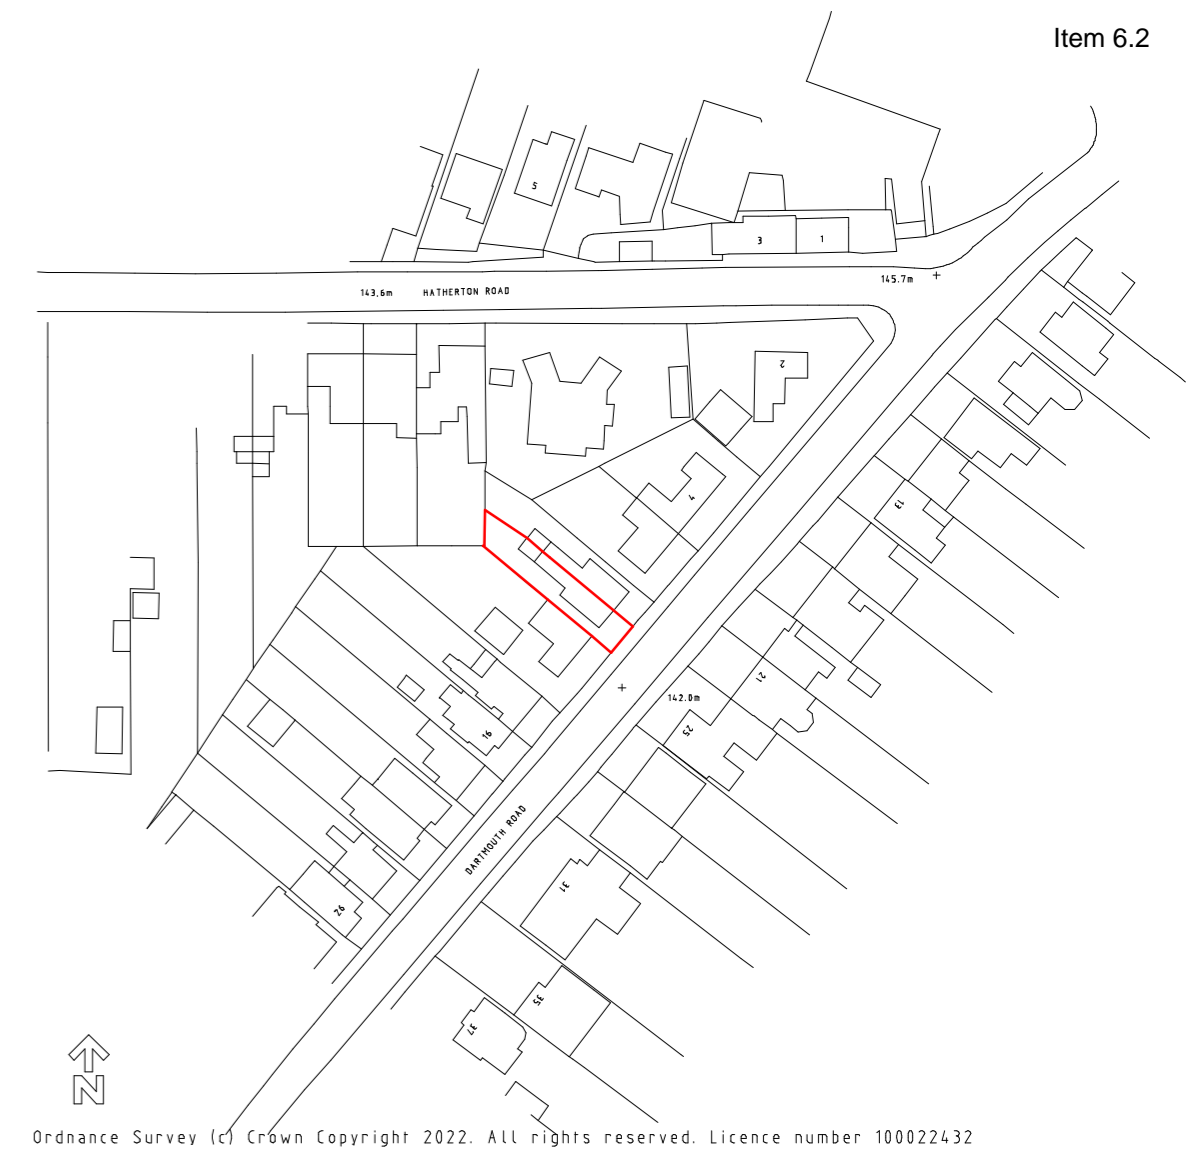 Item 6.2
5
3
1
145.7m
143.6m
HATHERTON ROAD
2
4
13
21
142.0m
25
16
DARTMOUTH ROAD
31
26
35
37
N
Ordnance Survey (c) Crown Copyright 2022. All rights reserved. Licence number 100022432